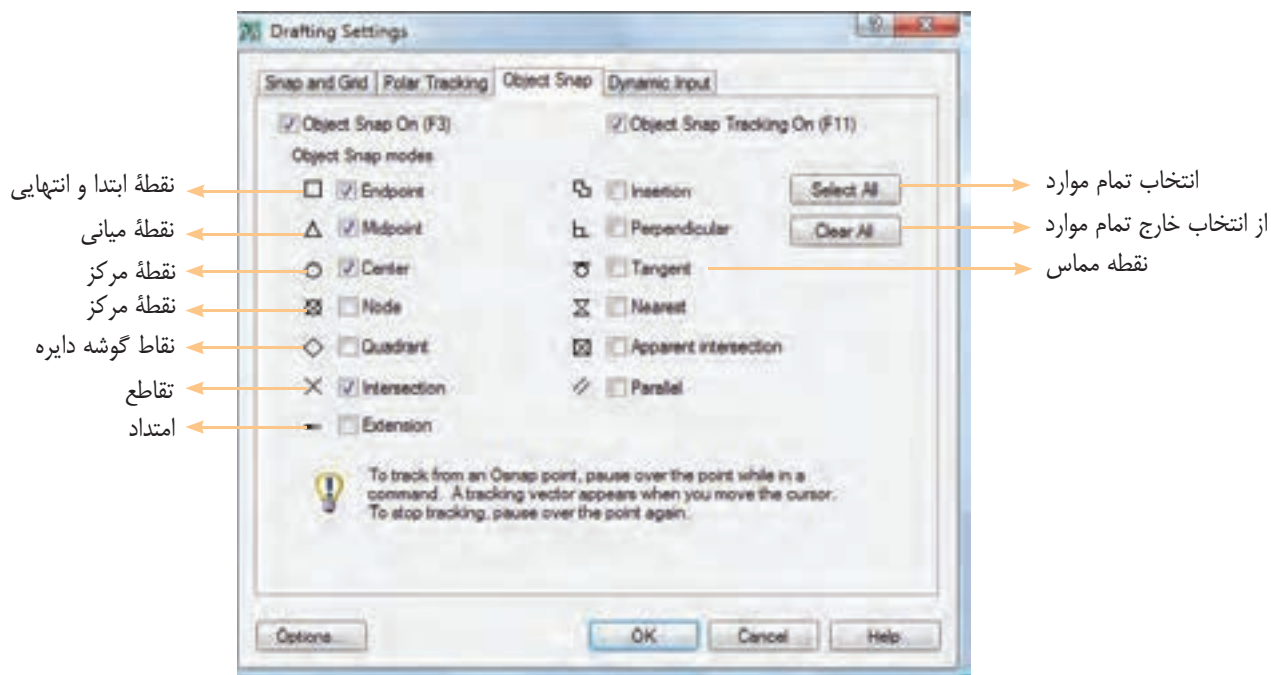 Drafting Settings
Snap and Grid Polar Tracking Object Snap Dynamic Input
Object Snap On (F3) Object Snap Tracking On (F11)
Object Snap modes
نقطهٔ ابتدا و انتهایی Endpoint Insertion Select All انتخاب تمام موارد
نقطهٔ میانی Midpoint Perpendicular Clear All از انتخاب خارج تمام موارد
نقطهٔ مرکز Center Tangent نقطه مماس
نقطهٔ مرکز Node Nearest
نقاط گوشه دایره Quadrant Apparent intersection
تقاطع Intersection Parallel
امتداد Extension
To track from an Osnap point, pause over the point while in a
command. A tracking vector appears when you move the cursor.
To stop tracking, pause over the point again.
Options... OK Cancel Help